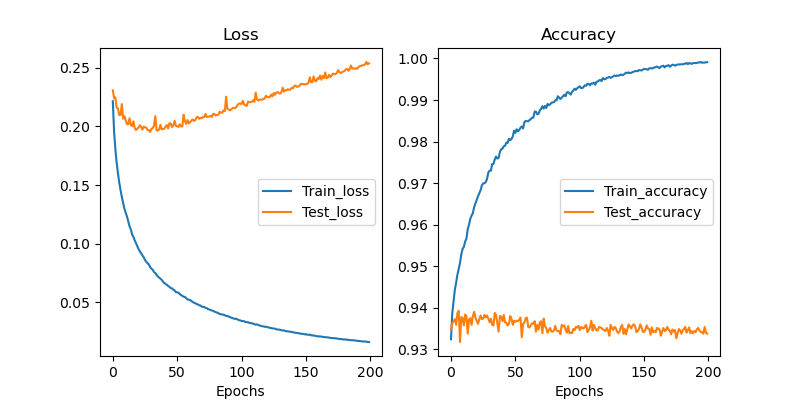 Loss
0.25
0.20
0.15
0.10
0.05
Train_loss
Test_loss
0 50 100 150 200
Epochs
Accuracy
1.00
0.99
0.98
0.97
0.96
0.95
0.94
0.93
Train_accuracy
Test_accuracy
0 50 100 150 200
Epochs